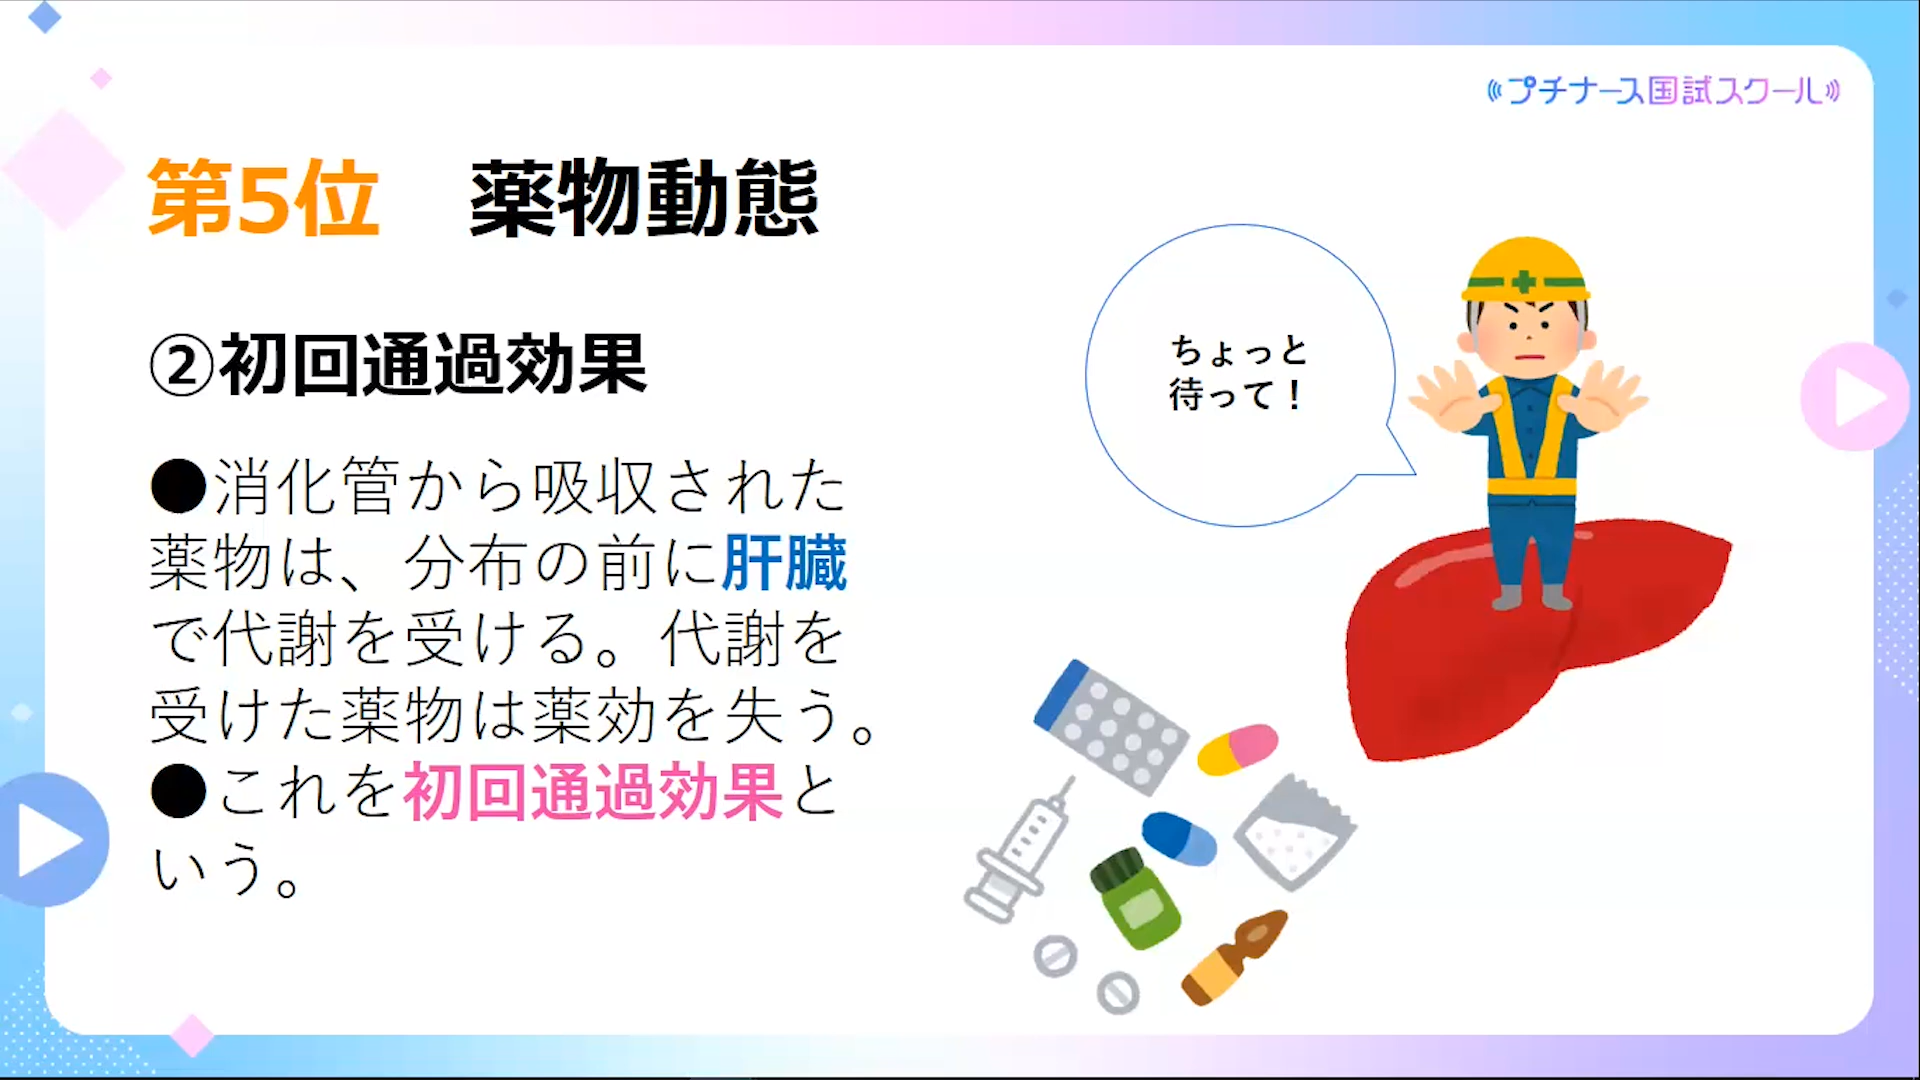 プチナース国試スクール
第5位　薬物動態
②初回通過効果
●消化管から吸収された
薬物は、分布の前に肝臓
で代謝を受ける。代謝を
受けた薬物は薬効を失う。
●これを初回通過効果と
いう。
ちょっと
待って！